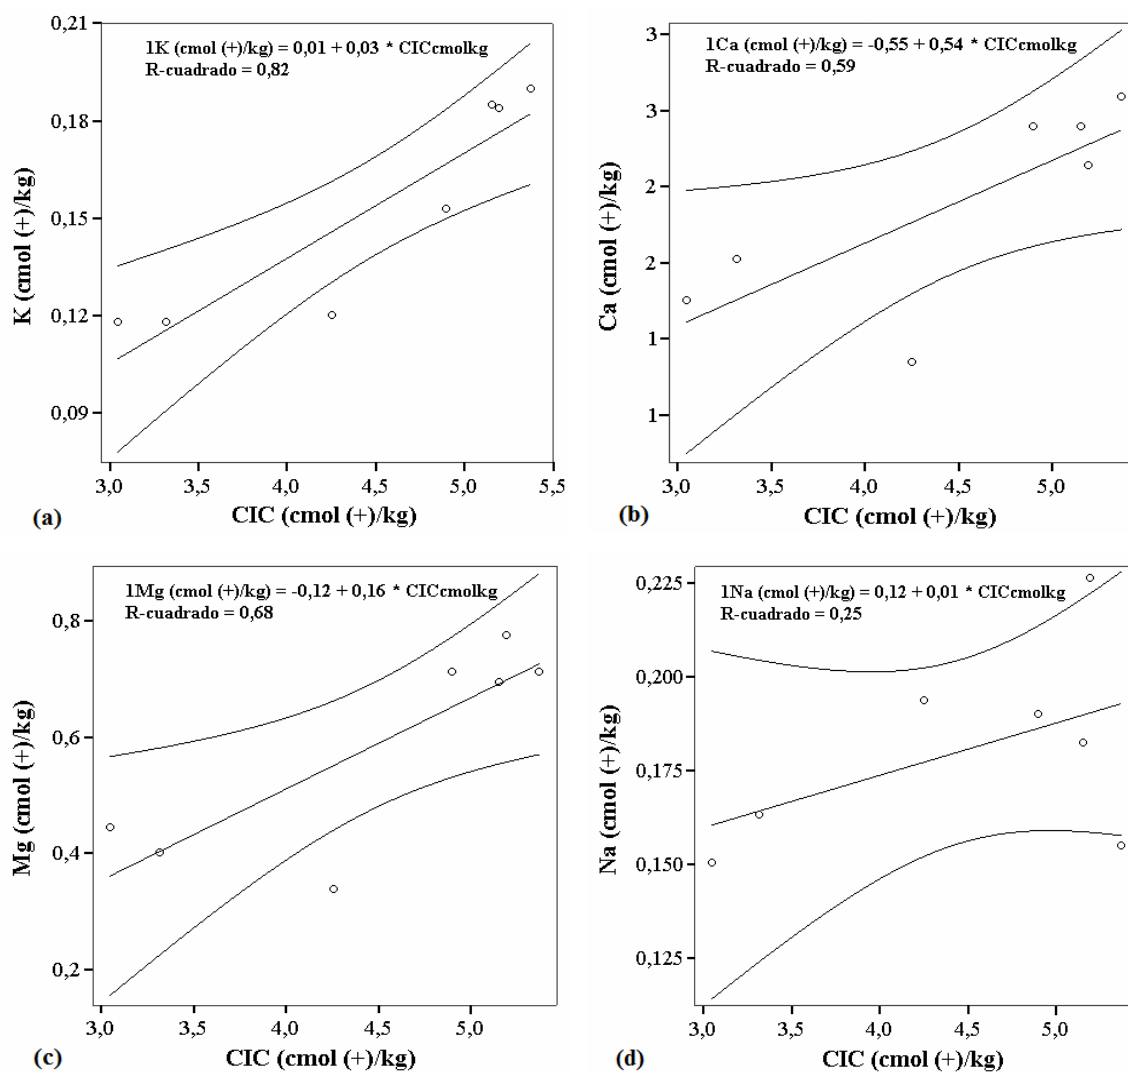 0,21
1K (cmol (+)/kg) = 0,01 + 0,03 * CICcmolkg
R-cuadrado = 0,82
0,18
0,15
0,12
0,09
K (cmol (+)/kg)
3,0 3,5 4,0 4,5 5,0 5,5
CIC (cmol (+)/kg)
(a)
3
1Ca (cmol (+)/kg) = -0,55 + 0,54 * CICcmolkg
R-cuadrado = 0,59
3
2
2
1
1
Ca (cmol (+)/kg)
3,0 3,5 4,0 4,5 5,0
CIC (cmol (+)/kg)
(b)
1Mg (cmol (+)/kg) = -0,12 + 0,16 * CICcmolkg
R-cuadrado = 0,68
0,8
0,6
0,4
0,2
Mg (cmol (+)/kg)
3,0 3,5 4,0 4,5 5,0
CIC (cmol (+)/kg)
(c)
0,225
1Na (cmol (+)/kg) = 0,12 + 0,01 * CICcmolkg
R-cuadrado = 0,25
0,200
0,175
0,150
0,125
Na (cmol (+)/kg)
3,0 3,5 4,0 4,5 5,0
CIC (cmol (+)/kg)
(d)